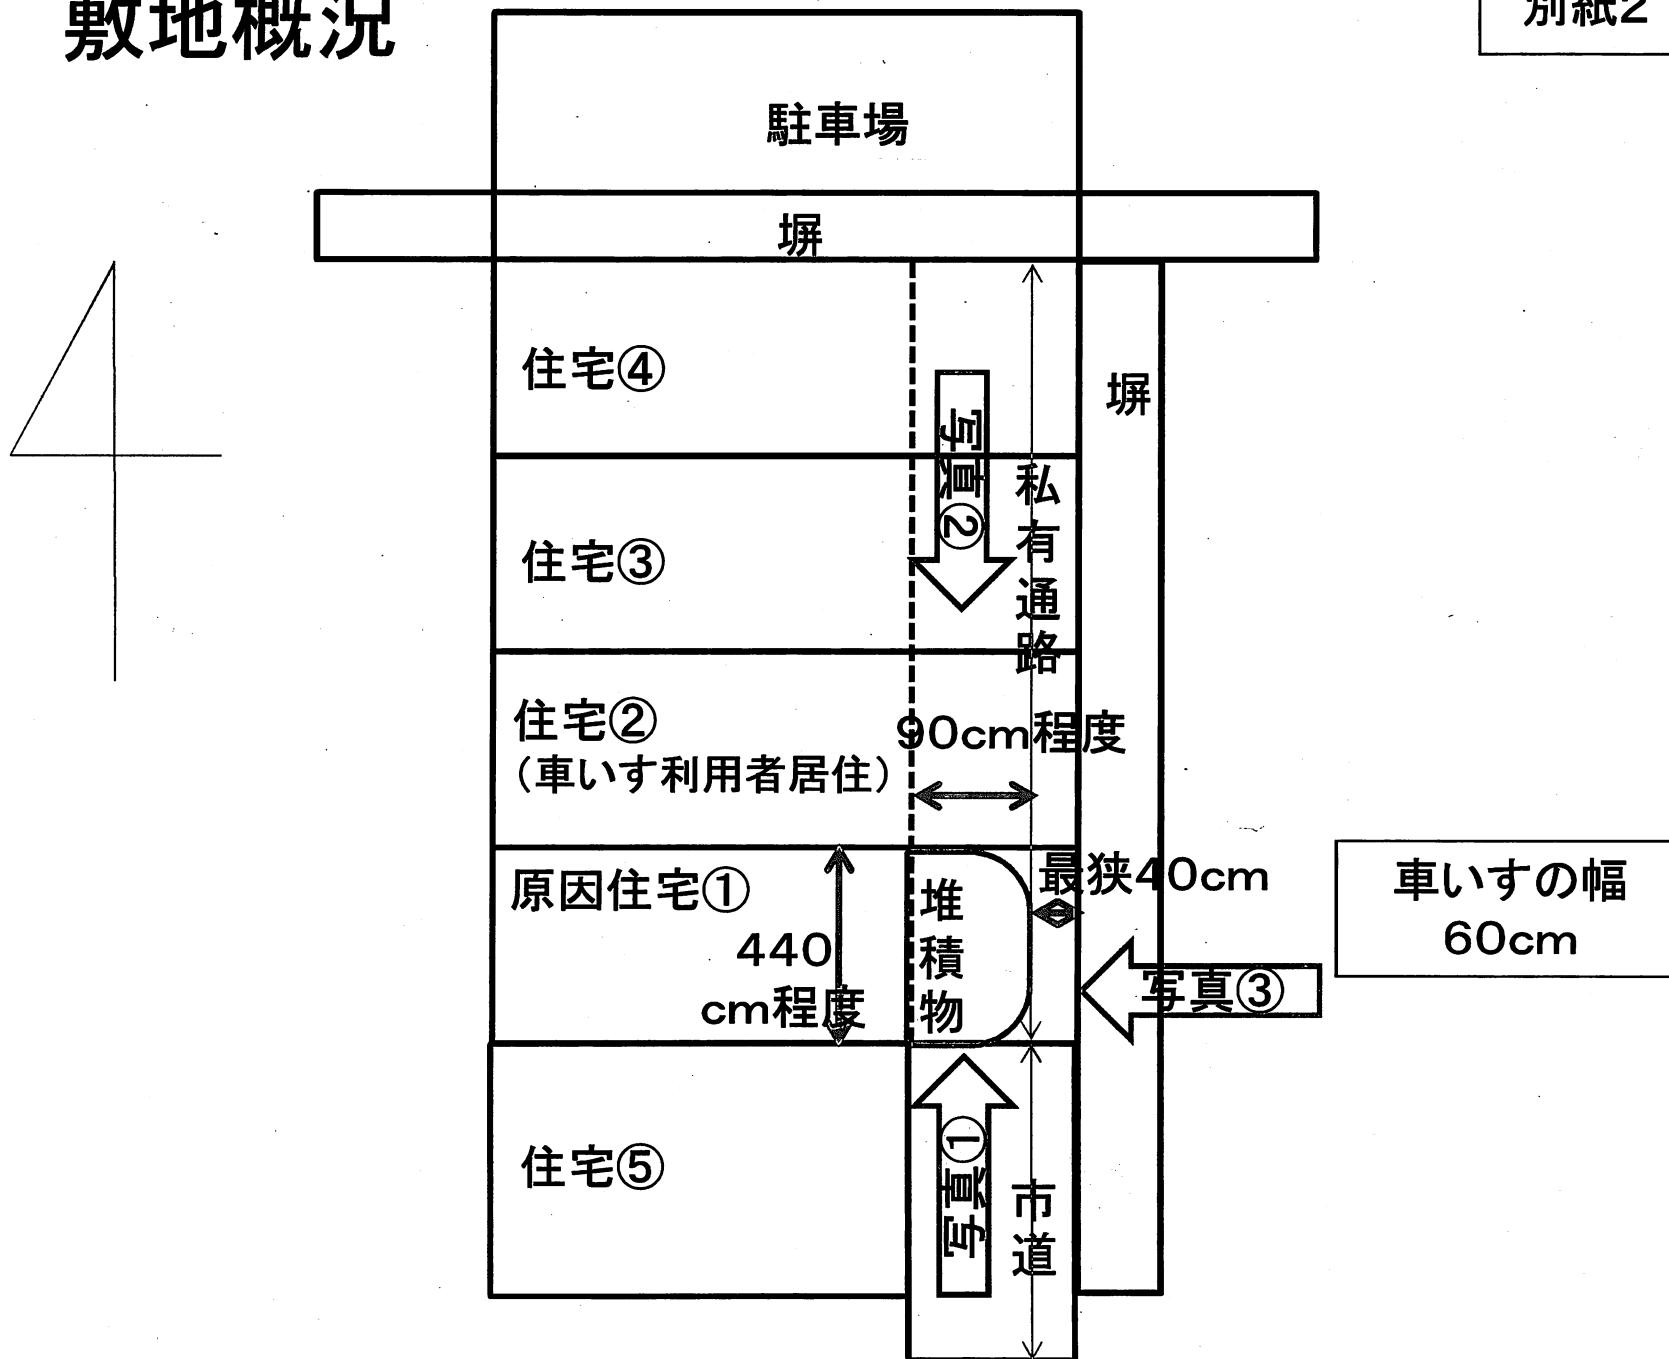 敷地概況
別紙2
駐車場
塀
住宅④
塀
写真②
私有通路
住宅③
住宅②
(車いす利用者居住)
90cm程度
原因住宅①
堆積物
最狭40cm
車いすの幅
60cm
440
cm程度
写真③
住宅⑤
写真①
市道